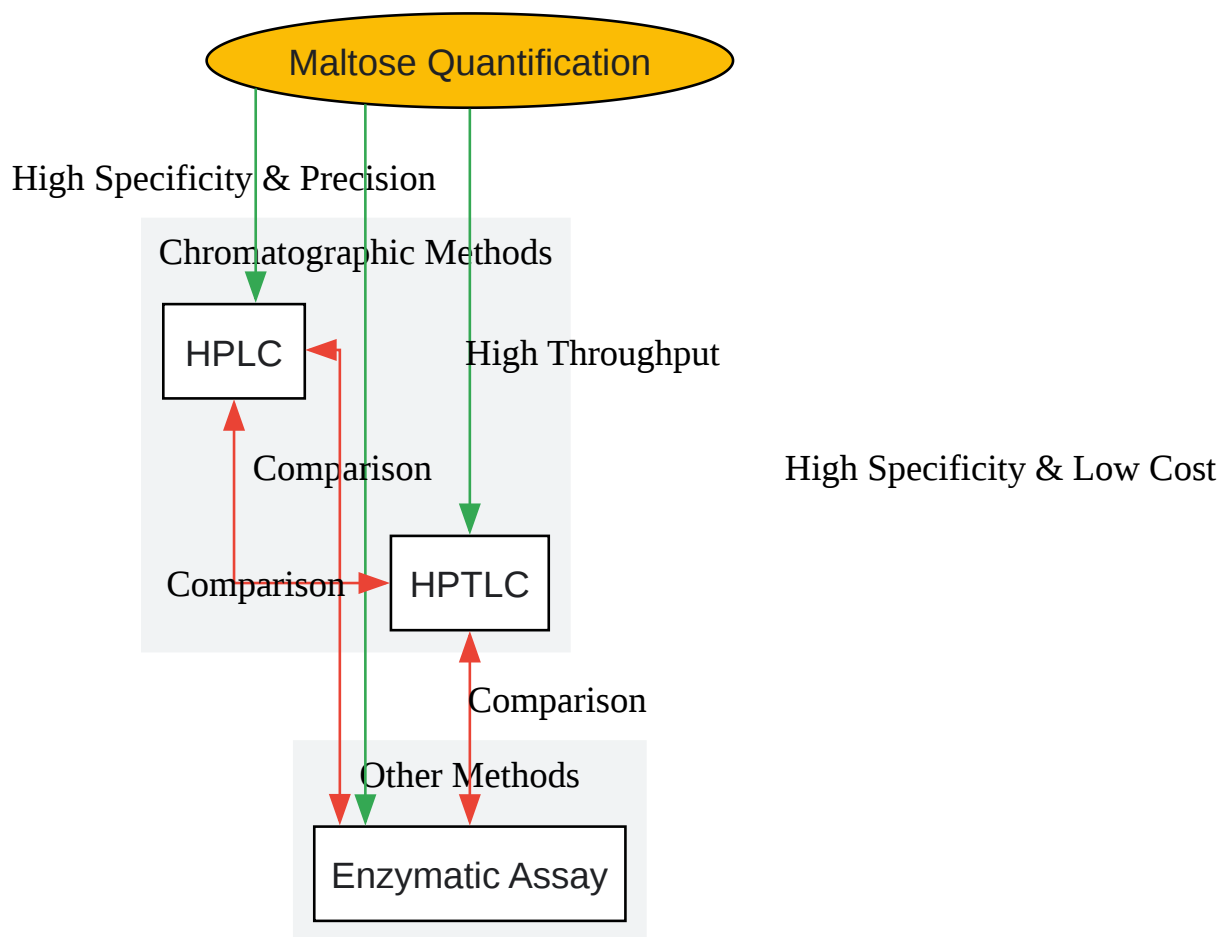 Maltose Quantification
High Specificity & Precision
Chromatographic Methods
HPLC
High Throughput
Comparison
High Specificity & Low Cost
Comparison
HPTLC
Comparison
Other Methods
Enzymatic Assay